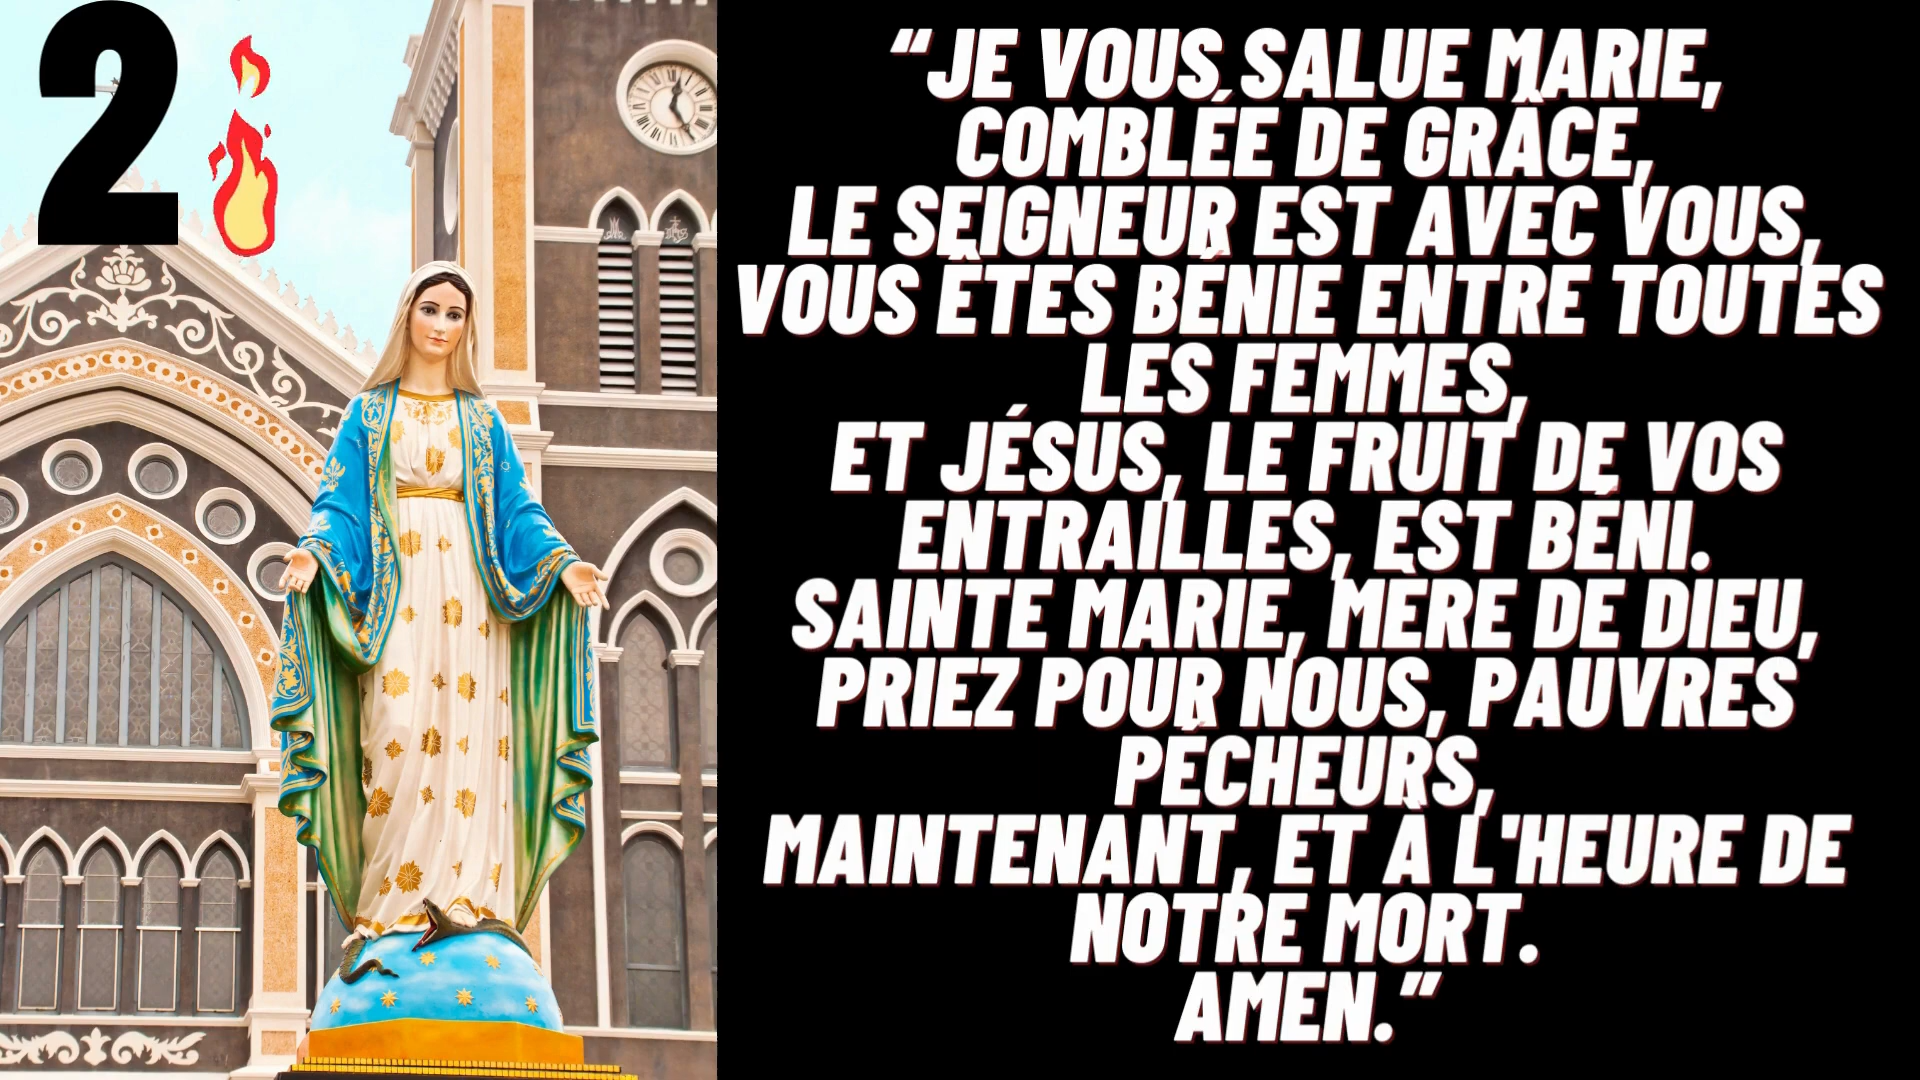 2
“JE VOUS SALUE MARIE,
COMBLÉE DE GRÂCE,
LE SEIGNEUR EST AVEC VOUS,
VOUS ÊTES BÉNIE ENTRE TOUTES
LES FEMMES,
ET JÉSUS, LE FRUIT DE VOS
ENTRAILLES, EST BÉNI.
SAINTE MARIE, MÈRE DE DIEU,
PRIEZ POUR NOUS, PAUVRES
PÉCHEURS,
MAINTENANT, ET À L'HEURE DE
NOTRE MORT.
AMEN.”